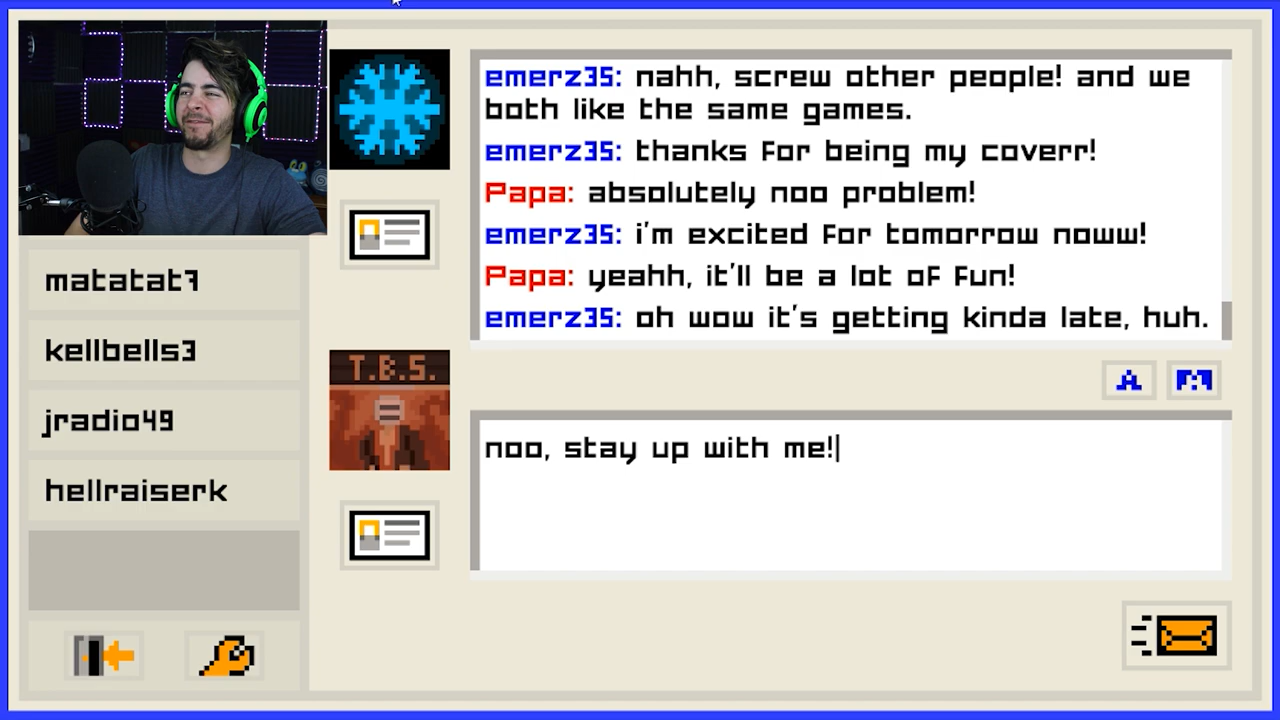 emerz35: nahh, screw other people! and we
both like the same games.
emerz35: thanks for being my coverr!
Papa: absolutely noo problem!
emerz35: i'm excited for tomorrow noww!
Papa: yeahh, it'll be a lot of fun!
emerz35: oh wow it's getting kinda late, huh.
matatat7
kellbells3
jradio49
hellraiserk
T.B.S.
A
noo, stay up with me!